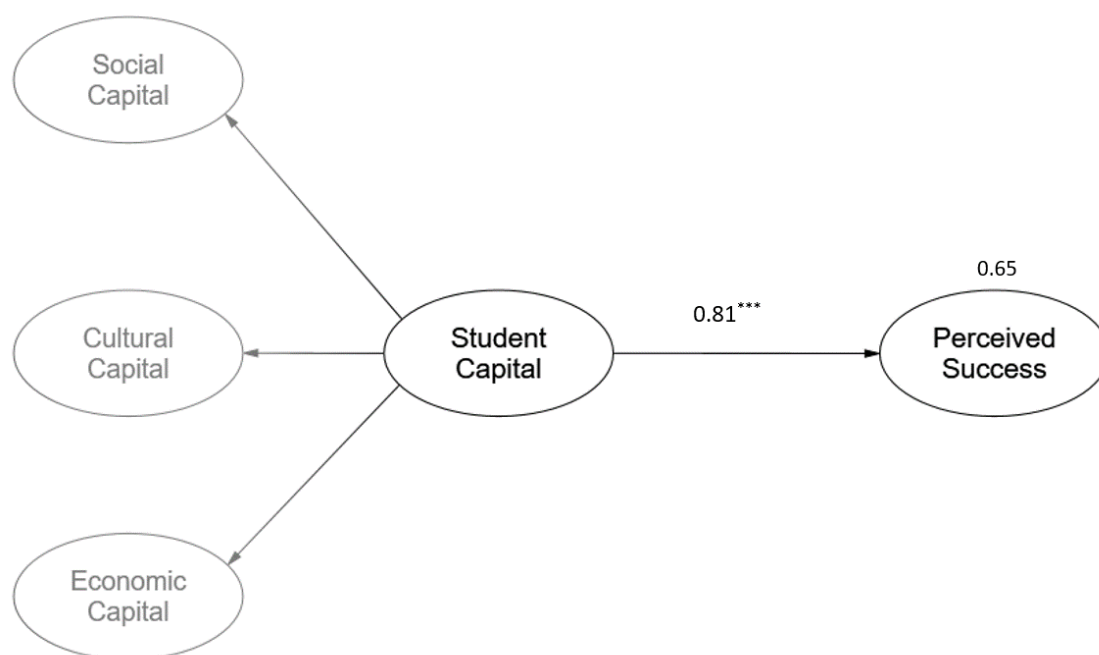 Social
Capital
0.65
0.81***
Cultural
Capital
Student
Capital
Perceived
Success
Economic
Capital